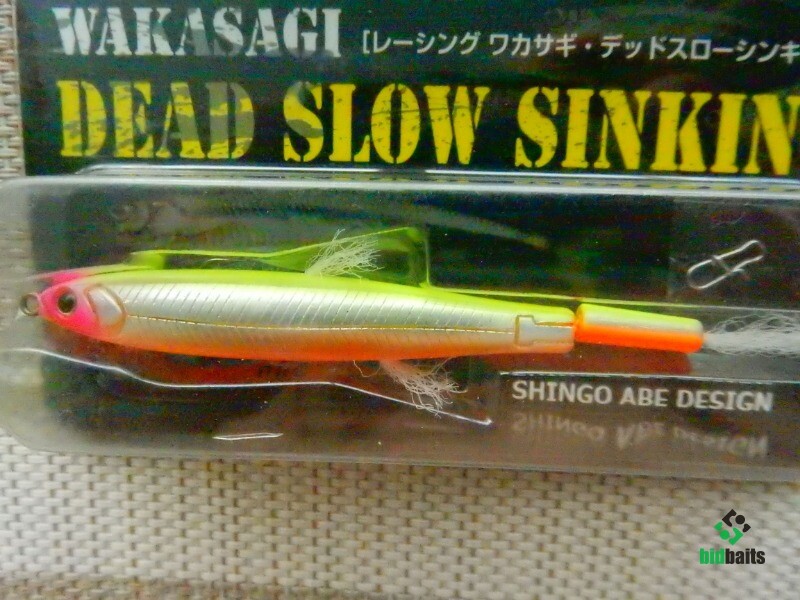 WAKASAGI [レーシング ワカサギ・デッドスローシンキ
DEAD SLOW SINKIN
SHINGO ABE DESIGN
bidbaits